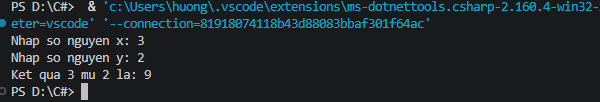 PS D:\C#>  & 'c:\Users\huong\.vscode\extensions\ms-dotnettools.csharp-2.160.4-win32-
eter=vscode' '--connection=81918074118b43d88083bbaf301f64ac'
Nhap so nguyen x: 3
Nhap so nguyen y: 2
Ket qua 3 mu 2 la: 9
PS D:\C#>